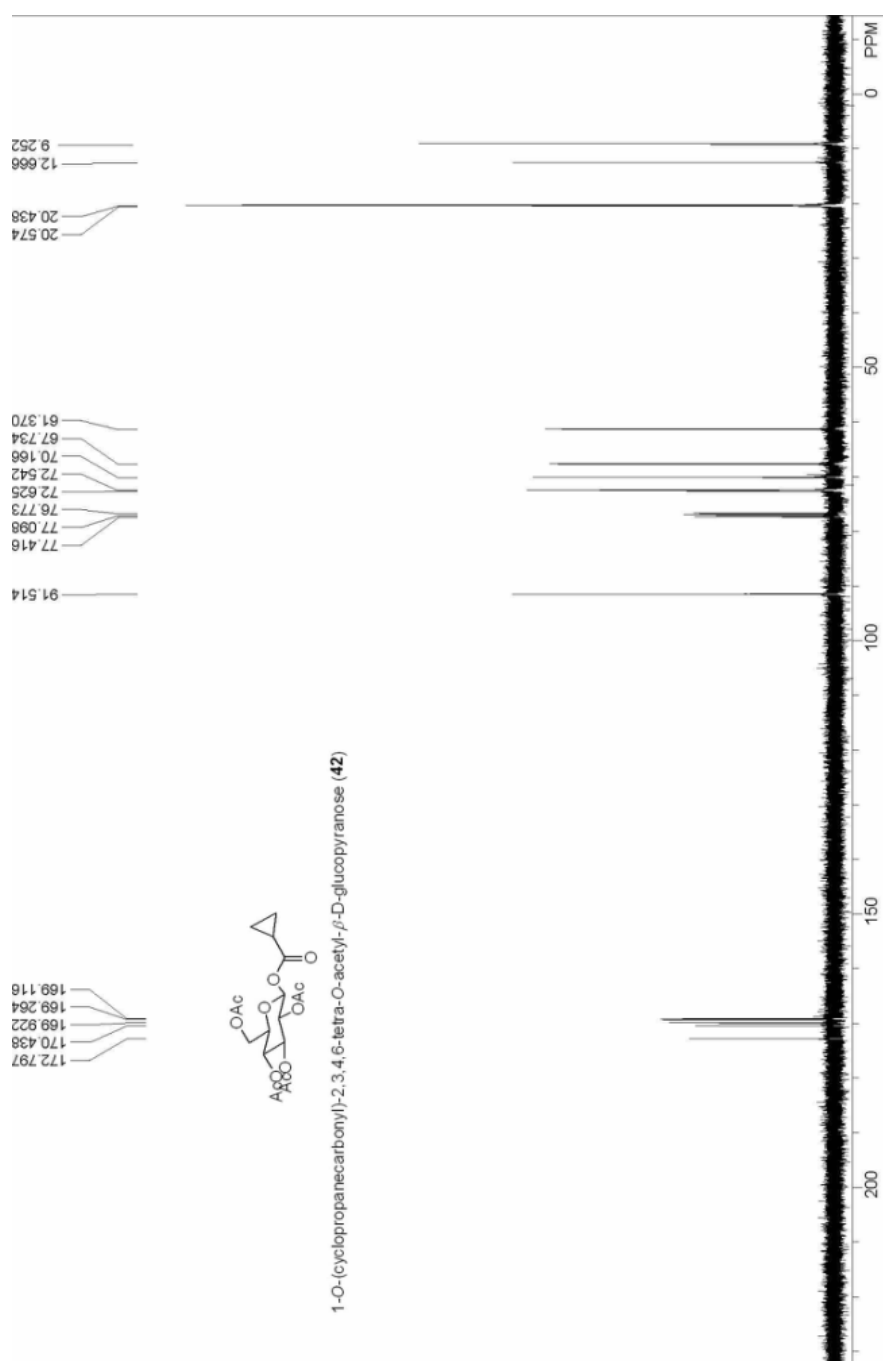 9.252
12.666
20.438
20.574
61.370
67.734
70.166
72.542
72.625
76.773
77.098
77.416
91.514
169.116
169.264
169.922
170.438
172.797
OAc
O
O
OAc
O
AcO
AcO
1-O-(cyclopropanecarbonyl)-2,3,4,6-tetra-O-acetyl-β-D-glucopyranose (42)
PPM
0
50
100
150
200